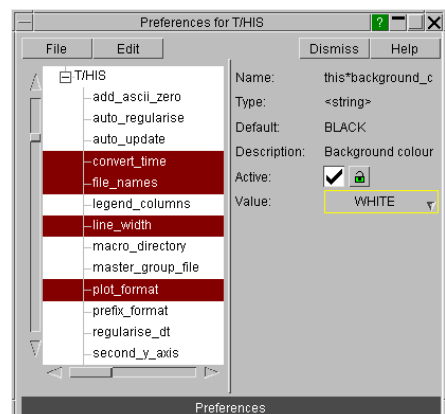 Preferences for T/HIS
?
File Edit Dismiss Help
T/HIS
add_ascii_zero
auto_regularise
auto_update
convert_time
file_names
legend_columns
line_width
macro_directory
master_group_file
plot_format
prefix_format
regularise_dt
second_y_axis
Name: this*background_c
Type: <string>
Default: BLACK
Description: Background colour
Active:
Value: WHITE
Preferences